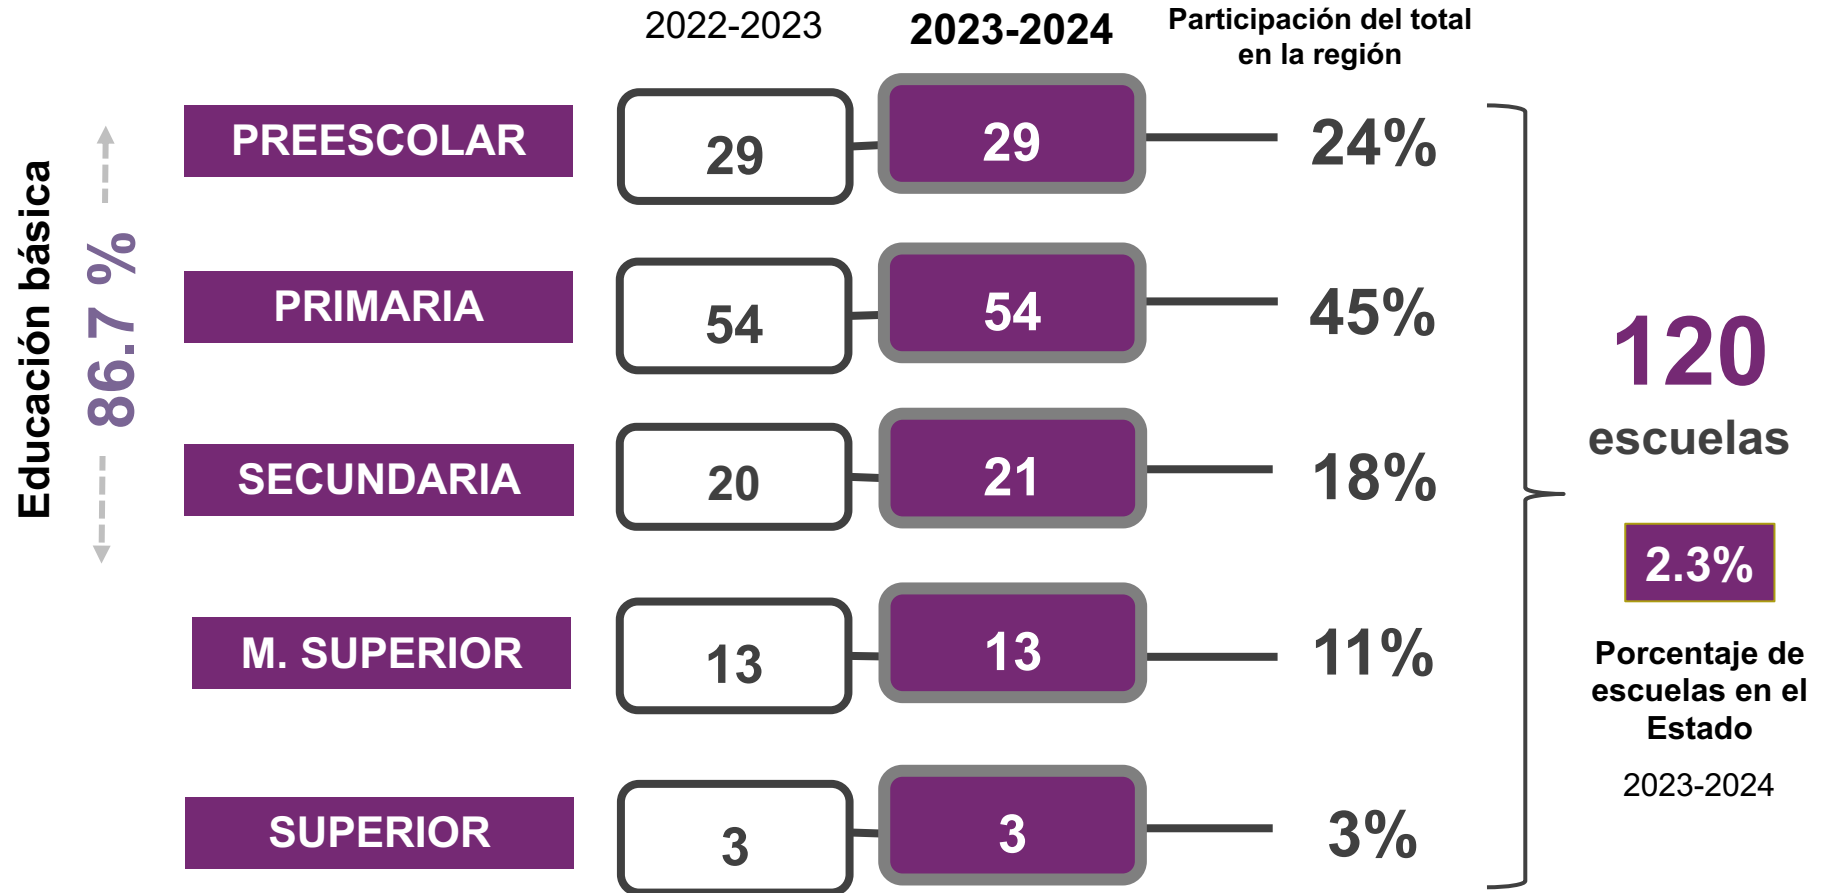 2022-2023
2023-2024
Participación del total
en la región
Educación básica
86.7 %
PREESCOLAR
29
29
24%
PRIMARIA
54
54
45%
SECUNDARIA
20
21
18%
M. SUPERIOR
13
13
11%
SUPERIOR
3
3
3%
120
escuelas
2.3%
Porcentaje de
escuelas en el
Estado
2023-2024